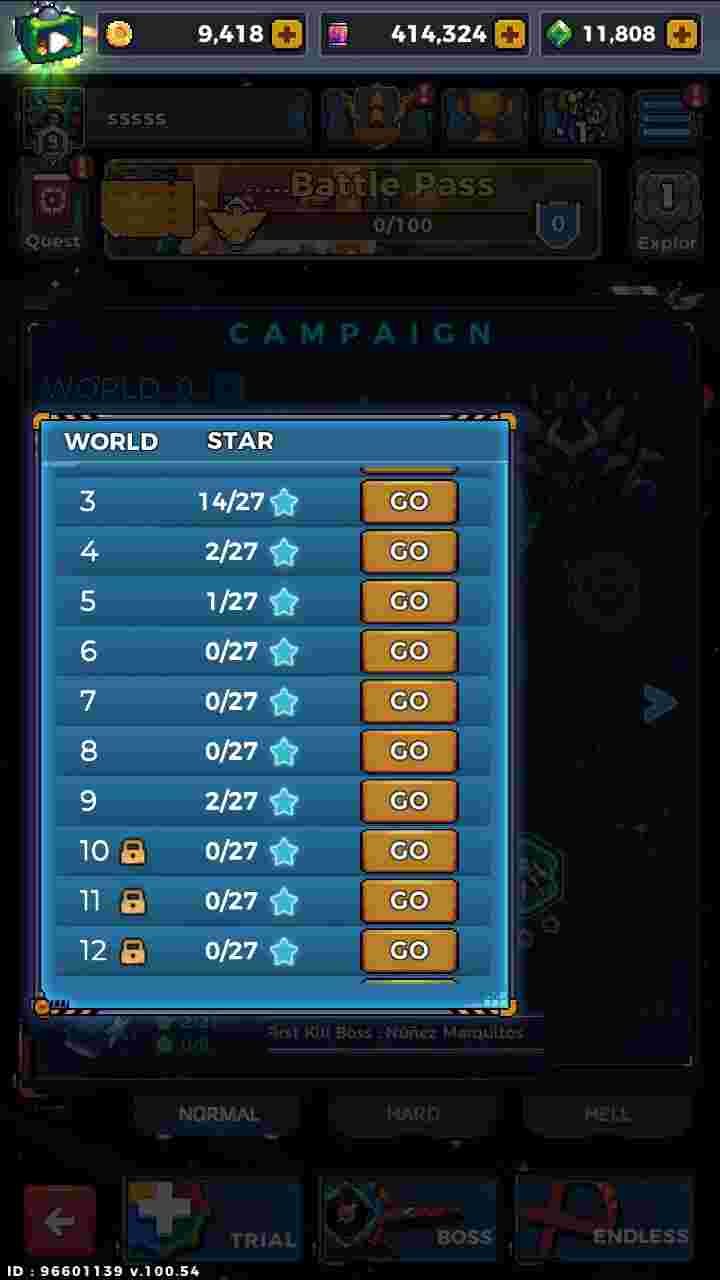 9,418 414,324 11,808
19 sssss 1
Battle Pass
0/100 0 1
Quest Explor
CAMPAIGN
WORLD 9
WORLD STAR
3 14/27 GO
4 2/27 GO
5 1/27 GO
6 0/27 GO
7 0/27 GO
8 0/27 GO
9 2/27 GO
10 0/27 GO
11 0/27 GO
12 0/27 GO
First Kill Boss : Núñez Marquitos
NORMAL HARD HELL
TRIAL BOSS ENDLESS
ID : 96601139 v.100.54